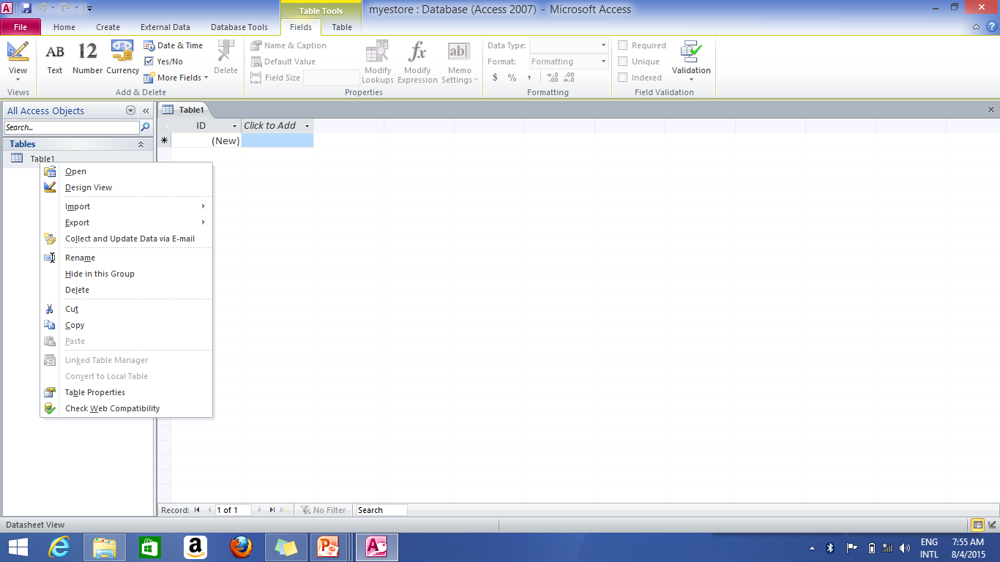 Table Tools
myestore : Database (Access 2007) - Microsoft Access
File Home Create External Data Database Tools Fields Table
View
Views
AB Text
12 Number
Currency
Date & Time
Yes/No
More Fields
Delete
Add & Delete
Name & Caption
Default Value
Field Size
Modify Lookups
fx Modify Expression
ab Memo Settings
Properties
Data Type:
Format: Formatting
$ % ,
Formatting
Required
Unique
Indexed
Validation
Field Validation
All Access Objects
Search...
Tables
Table1
Open
Design View
Import
Export
Collect and Update Data via E-mail
Rename
Hide in this Group
Delete
Cut
Copy
Paste
Linked Table Manager
Convert to Local Table
Table Properties
Check Web Compatibility
Table1
ID Click to Add
(New)
Record: 1 of 1 No Filter Search
Datasheet View
ENG 7:55 AM
INTL 8/4/2015